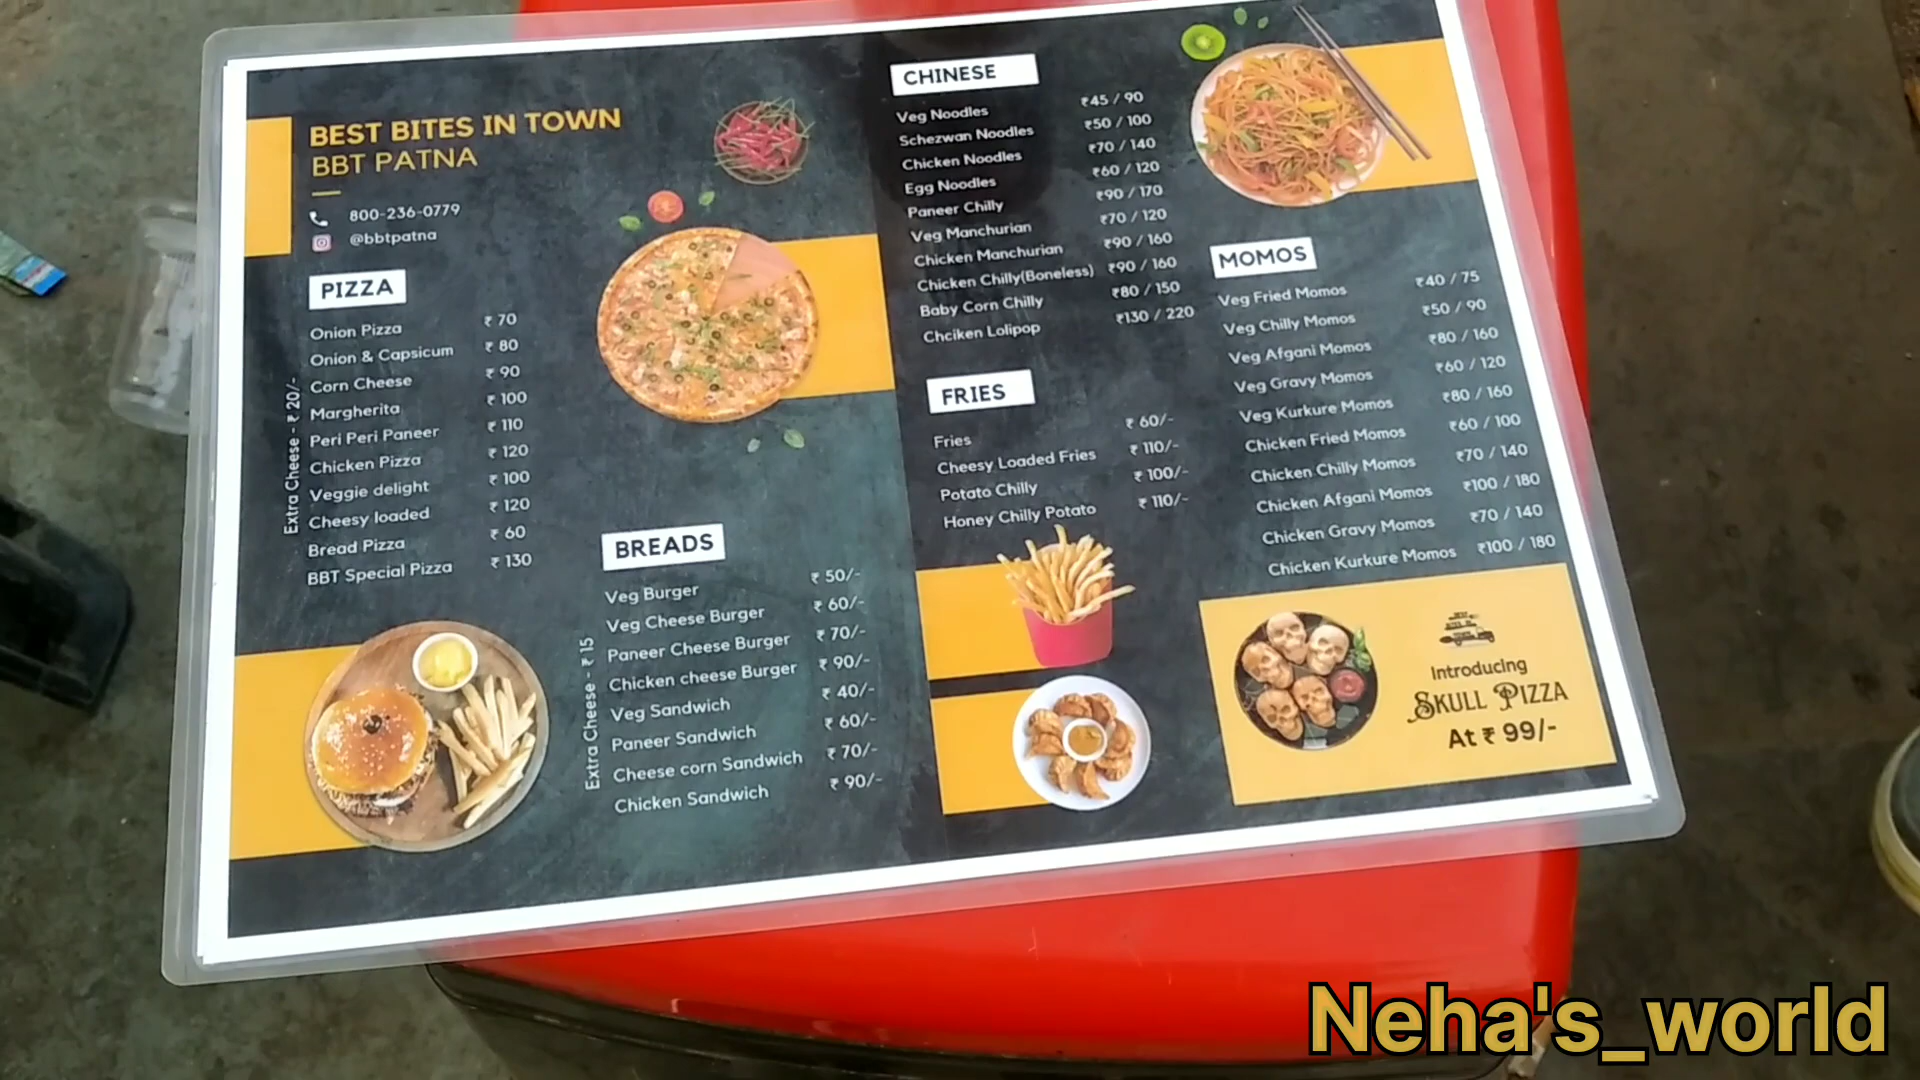 BEST BITES IN TOWN
BBT PATNA
800-236-0779
@bbtpatna
PIZZA
Onion Pizza ₹ 70
Onion & Capsicum ₹ 80
Corn Cheese ₹ 90
Margherita ₹ 100
Peri Peri Paneer ₹ 110
Chicken Pizza ₹ 120
Veggie delight ₹ 100
Cheesy loaded ₹ 120
Bread Pizza ₹ 60
BBT Special Pizza ₹ 130
Extra Cheese - ₹ 20/-
BREADS
Veg Burger ₹ 50/-
Veg Cheese Burger ₹ 60/-
Paneer Cheese Burger ₹ 70/-
Chicken cheese Burger ₹ 90/-
Veg Sandwich ₹ 40/-
Paneer Sandwich ₹ 60/-
Cheese corn Sandwich ₹ 70/-
Chicken Sandwich ₹ 90/-
Extra Cheese - ₹ 15
CHINESE
Veg Noodles ₹45 / 90
Schezwan Noodles ₹50 / 100
Chicken Noodles ₹70 / 140
Egg Noodles ₹60 / 120
Paneer Chilly ₹90 / 170
Veg Manchurian ₹70 / 120
Chicken Manchurian ₹90 / 160
Chicken Chilly(Boneless) ₹90 / 160
Baby Corn Chilly ₹80 / 150
Chciken Lolipop ₹130 / 220
FRIES
Fries ₹ 60/-
Cheesy Loaded Fries ₹ 110/-
Potato Chilly ₹ 100/-
Honey Chilly Potato ₹ 110/-
MOMOS
Veg Fried Momos ₹40 / 75
Veg Chilly Momos ₹50 / 90
Veg Afgani Momos ₹80 / 160
Veg Gravy Momos ₹60 / 120
Veg Kurkure Momos ₹80 / 160
Chicken Fried Momos ₹60 / 100
Chicken Chilly Momos ₹70 / 140
Chicken Afgani Momos ₹100 / 180
Chicken Gravy Momos ₹70 / 140
Chicken Kurkure Momos ₹100 / 180
Introducing
SKULL PIZZA
At ₹ 99/-
Neha's_world